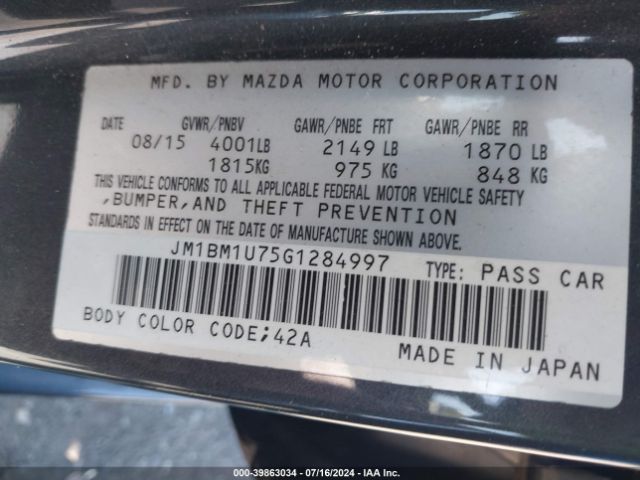 MFD. BY MAZDA MOTOR CORPORATION
DATE GVWR/PNBV GAWR/PNBE FRT GAWR/PNBE RR
08/15 4001LB 2149 LB 1870 LB
1815KG 975 KG 848 KG
THIS VEHICLE CONFORMS TO ALL APPLICABLE FEDERAL MOTOR VEHICLE SAFETY
,BUMPER,AND THEFT PREVENTION
STANDARDS IN EFFECT ON THE DATE OF MANUFACTURE SHOWN ABOVE.
JM1BM1U75G1284997 TYPE: PASS CAR
BODY COLOR CODE;42A
MADE IN JAPAN
000-39863034 / 07/16/2024 / IAA Inc.